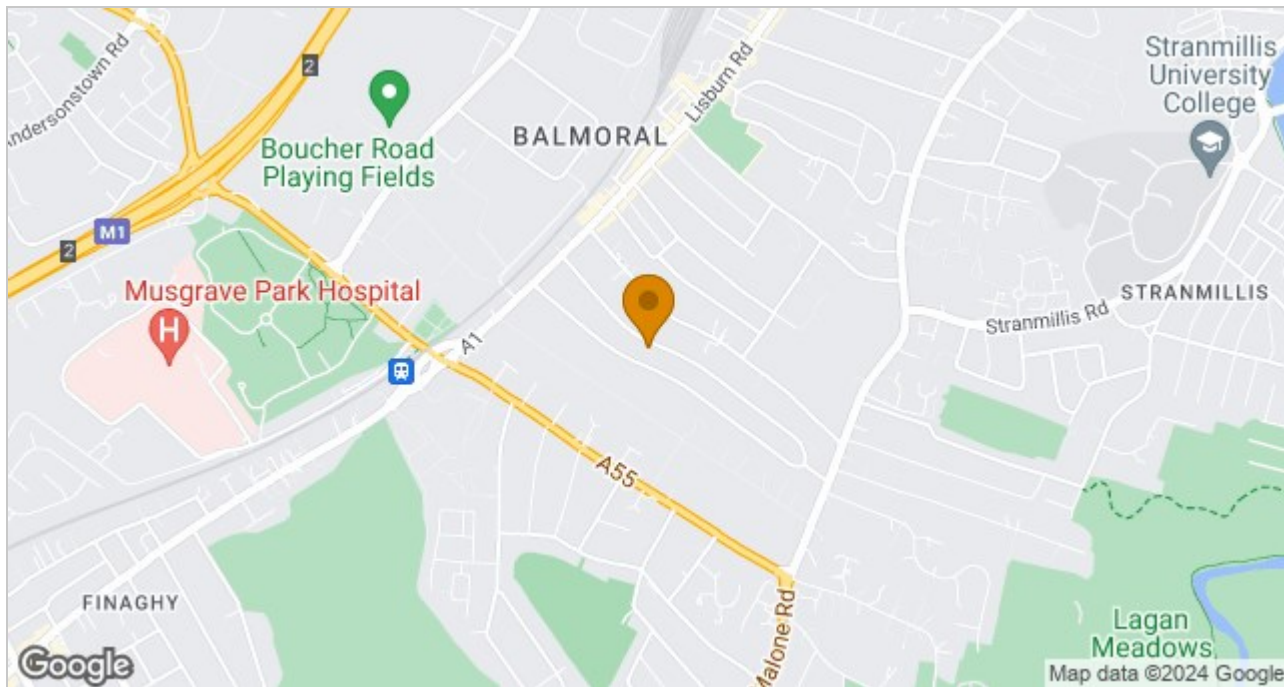 Andersonstown Rd
2
Boucher Road
Playing Fields
BALMORAL
Lisburn Rd
Stranmillis
University
College
M1
2
Musgrave Park Hospital
H
A1
STRANMILLIS
Stranmillis Rd
A55
FINAGHY
Malone Rd
Lagan
Meadows
Google
Map data ©2024 Google